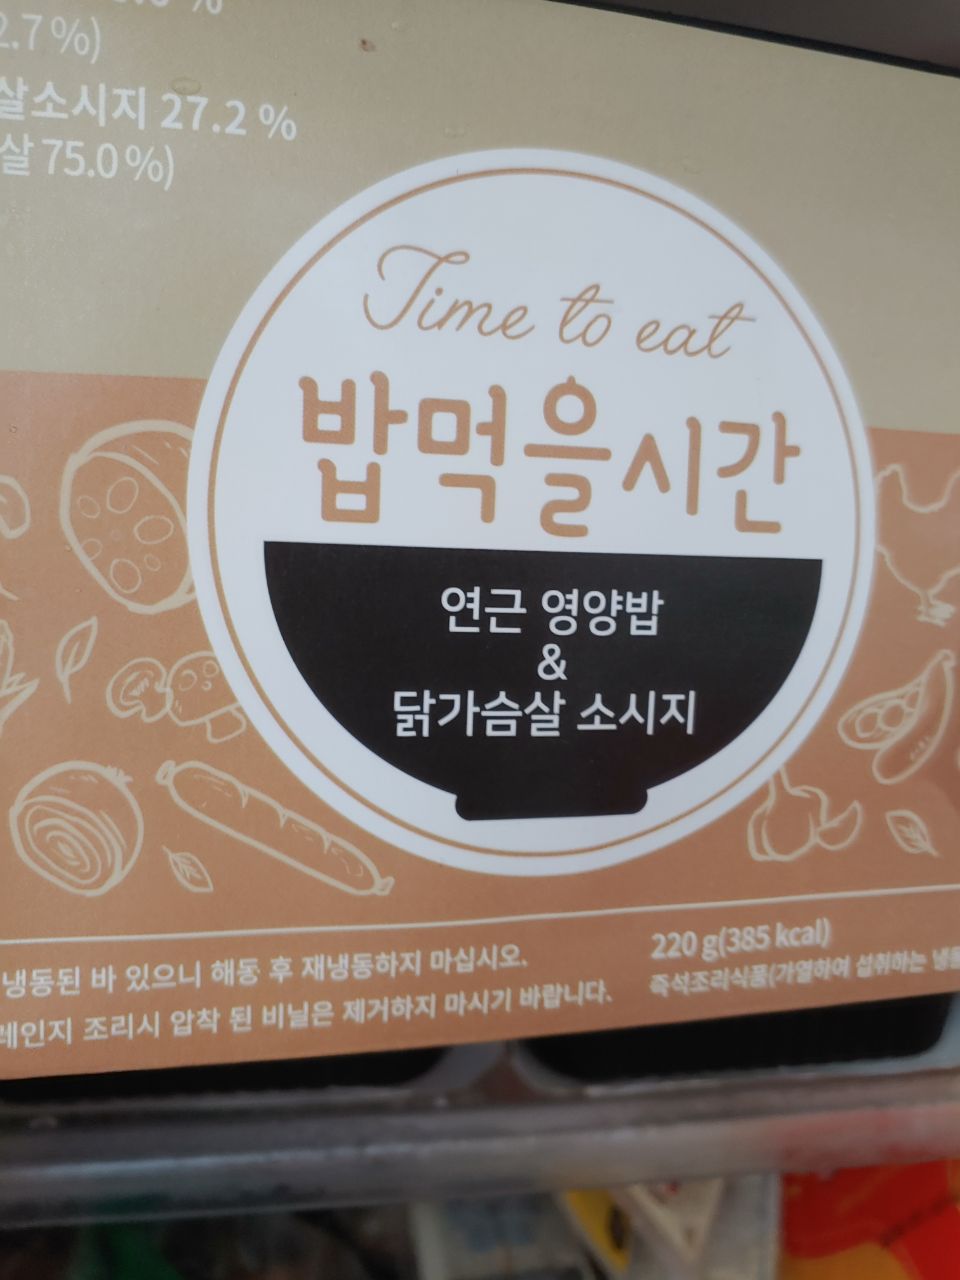 2.7%)
살소시지 27.2 %
살 75.0%)
Time to eat
밥먹을시간
연근 영양밥
&
닭가슴살 소시지
냉동된 바 있으니 해동 후 재냉동하지 마십시오.
레인지 조리시 압착 된 비닐은 제거하지 마시기 바랍니다.
220 g(385 kcal)
즉석조리식품(가열하여 섭취하는 냉동